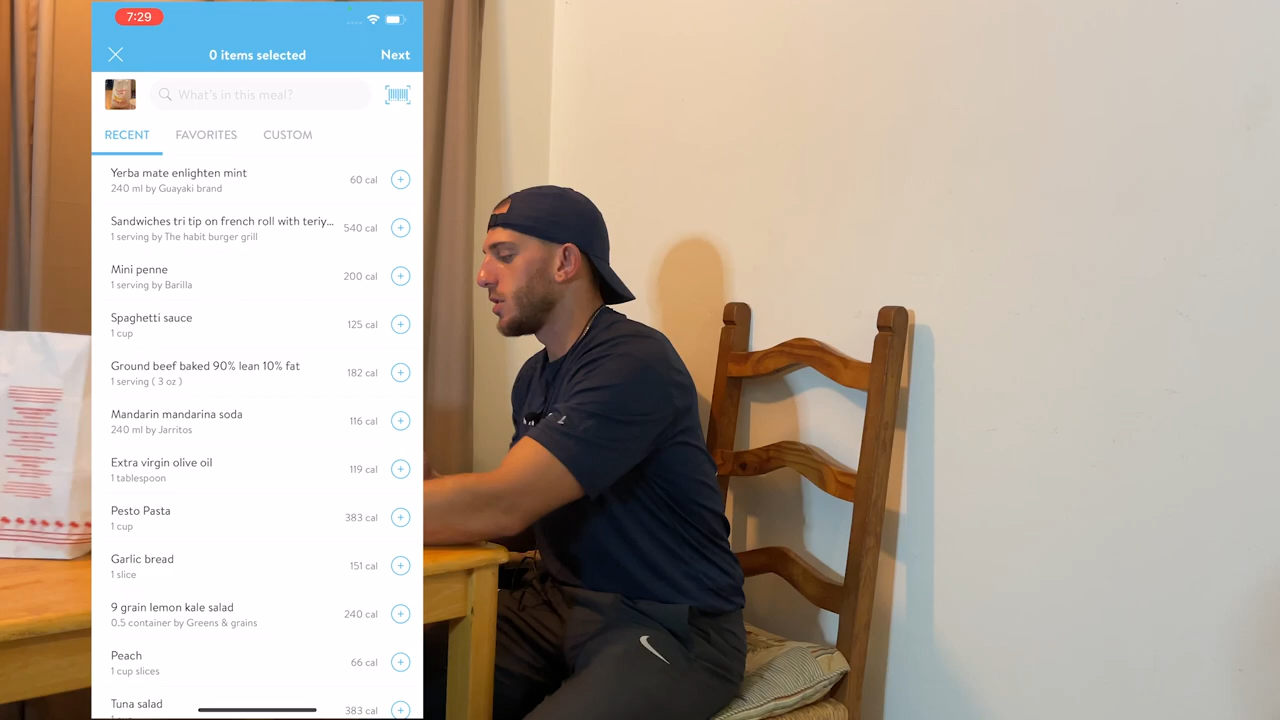 7:29
0 items selected
Next
What's in this meal?
RECENT
FAVORITES
CUSTOM
Yerba mate enlighten mint
240 ml by Guayaki brand
60 cal
Sandwiches tri tip on french roll with teriy...
1 serving by The habit burger grill
540 cal
Mini penne
1 serving by Barilla
200 cal
Spaghetti sauce
1 cup
125 cal
Ground beef baked 90% lean 10% fat
1 serving ( 3 oz )
182 cal
Mandarin mandarina soda
240 ml by Jarritos
116 cal
Extra virgin olive oil
1 tablespoon
119 cal
Pesto Pasta
1 cup
383 cal
Garlic bread
1 slice
151 cal
9 grain lemon kale salad
0.5 container by Greens & grains
240 cal
Peach
1 cup slices
66 cal
Tuna salad
383 cal